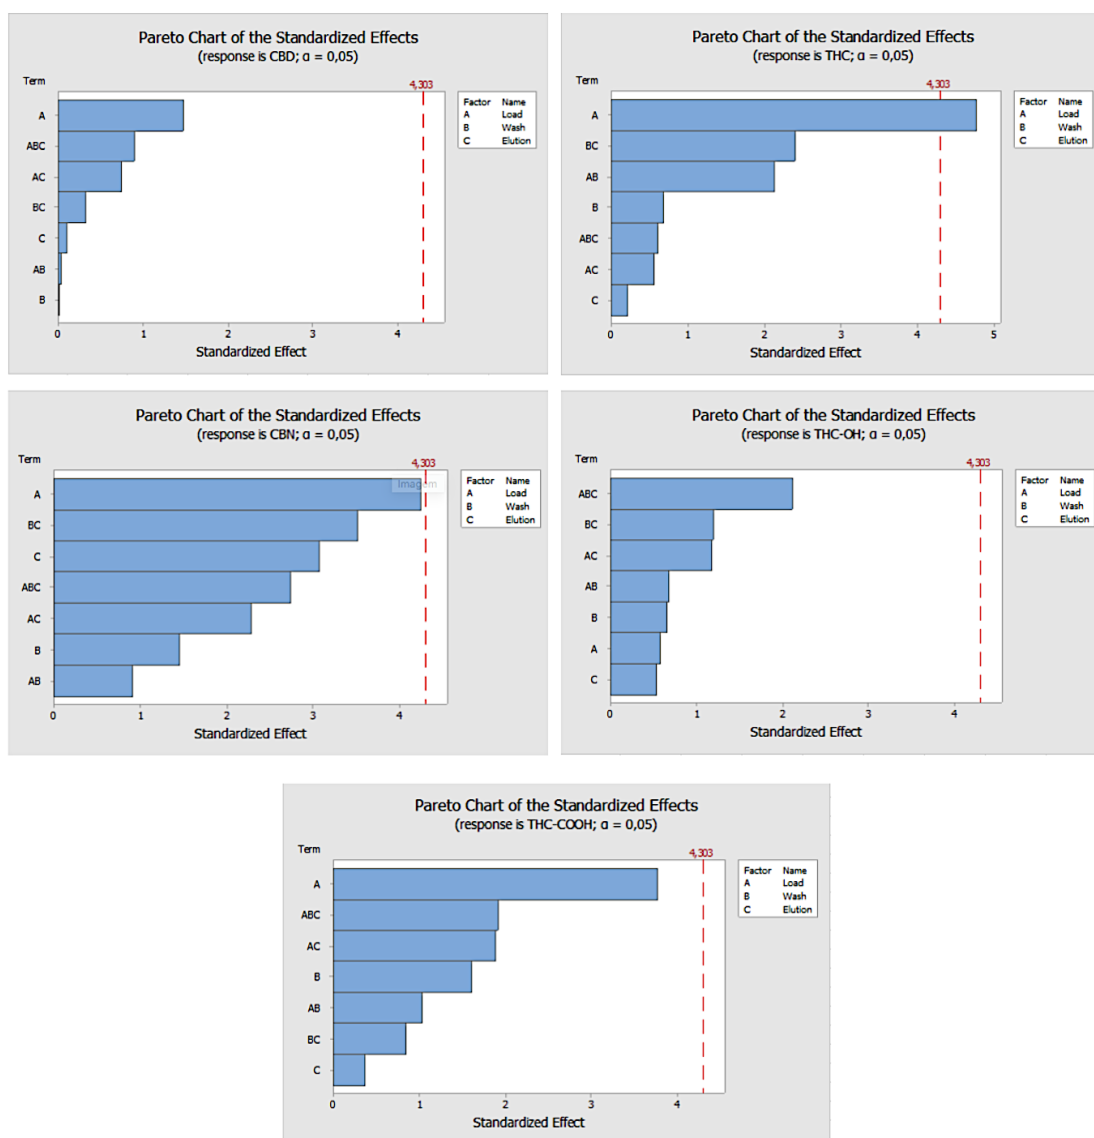 Pareto Chart of the Standardized Effects
(response is CBD; α = 0,05)
Term
4,303
A
ABC
AC
BC
C
AB
B
0 1 2 3 4
Standardized Effect
Factor Name
A Load
B Wash
C Elution
Pareto Chart of the Standardized Effects
(response is THC; α = 0,05)
Term
4,303
A
BC
AB
B
ABC
AC
C
0 1 2 3 4 5
Standardized Effect
Factor Name
A Load
B Wash
C Elution
Pareto Chart of the Standardized Effects
(response is CBN; α = 0,05)
Term
4,303
A
BC
C
ABC
AC
B
AB
Imagem
0 1 2 3 4
Standardized Effect
Factor Name
A Load
B Wash
C Elution
Pareto Chart of the Standardized Effects
(response is THC-OH; α = 0,05)
Term
4,303
ABC
BC
AC
AB
B
A
C
0 1 2 3 4
Standardized Effect
Factor Name
A Load
B Wash
C Elution
Pareto Chart of the Standardized Effects
(response is THC-COOH; α = 0,05)
Term
4,303
A
ABC
AC
B
AB
BC
C
0 1 2 3 4
Standardized Effect
Factor Name
A Load
B Wash
C Elution